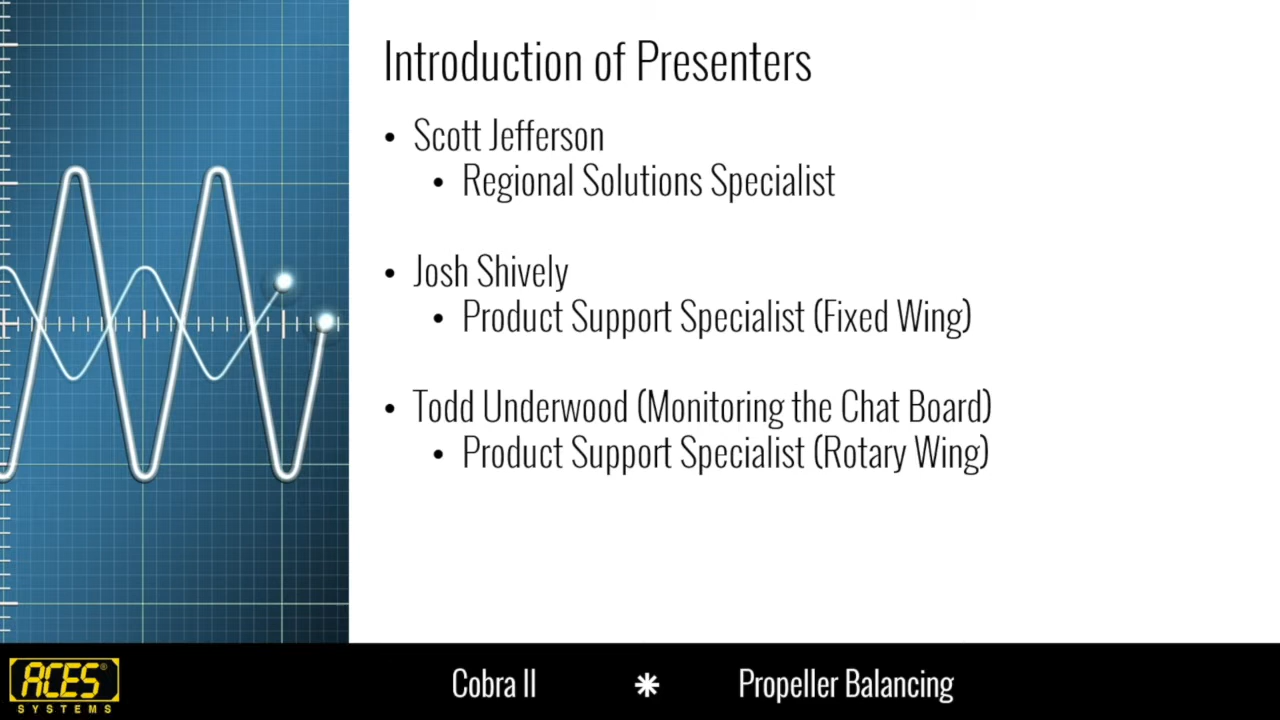 Introduction of Presenters
• Scott Jefferson
• Regional Solutions Specialist
• Josh Shively
• Product Support Specialist (Fixed Wing)
• Todd Underwood (Monitoring the Chat Board)
• Product Support Specialist (Rotary Wing)
ACES®
SYSTEMS
Cobra II * Propeller Balancing